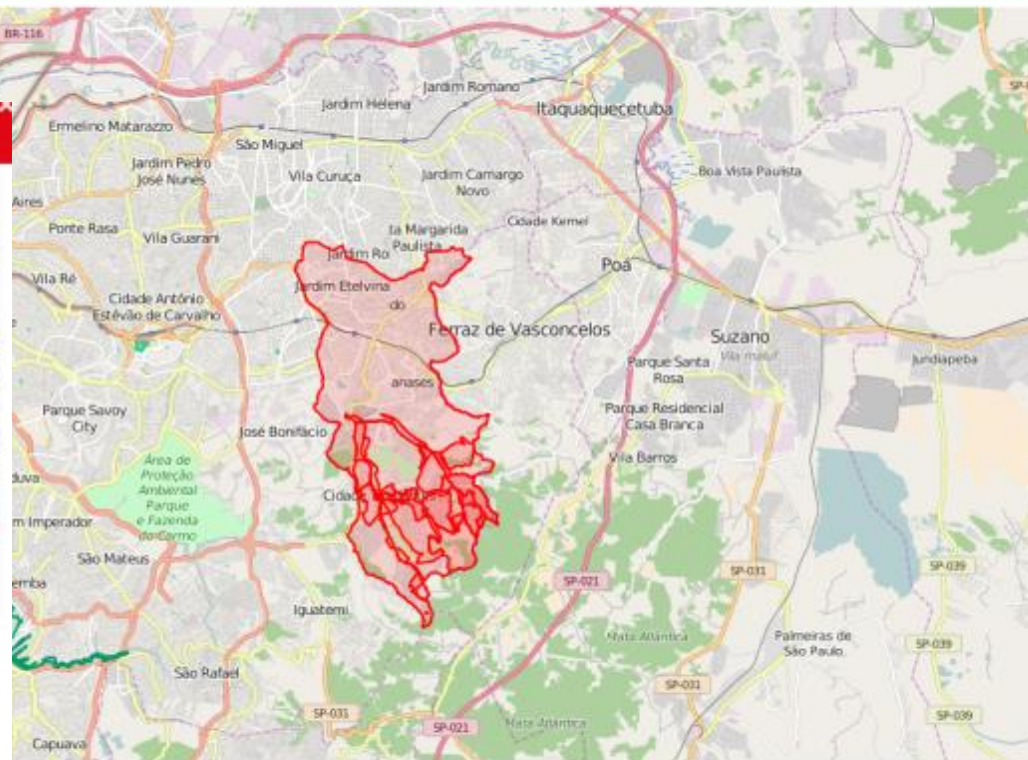 BR-116
SP-
Jardim Romano
Jardim Helena
Itaquaquecetuba
Ermelino Matarazzo
São Miguel
Jardim Pedro
José Nunes
Vila Curuça
Jardim Camargo
Novo
Boa Vista Paulista
Aires
Ponte Rasa
Vila Guarani
ta Margarida
Paulista
Cidade Kemel
Jardim Ro
Poá
Vila Ré
Jardim Etelvina
Cidade Antônio
Estêvão de Carvalho
do
Ferraz de Vasconcelos
Suzano
Vila maluf
Jundiapeba
Parque Santa
Rosa
anases
Parque Savoy
City
José Bonifácio
Parque Residencial
Casa Branca
Vila Barros
Área de
Proteção
Ambiental
Parque
e Fazenda
do Carmo
duva
Cidade
m Imperador
São Mateus
emba
SP-021
SP-031
SP-039
Iguatemi
Mata Atlântica
Palmeiras de
São Paulo
SP-039
São Rafael
SP-031
SP-031
SP-021
Mata Atlântica
SP-039
Capuava